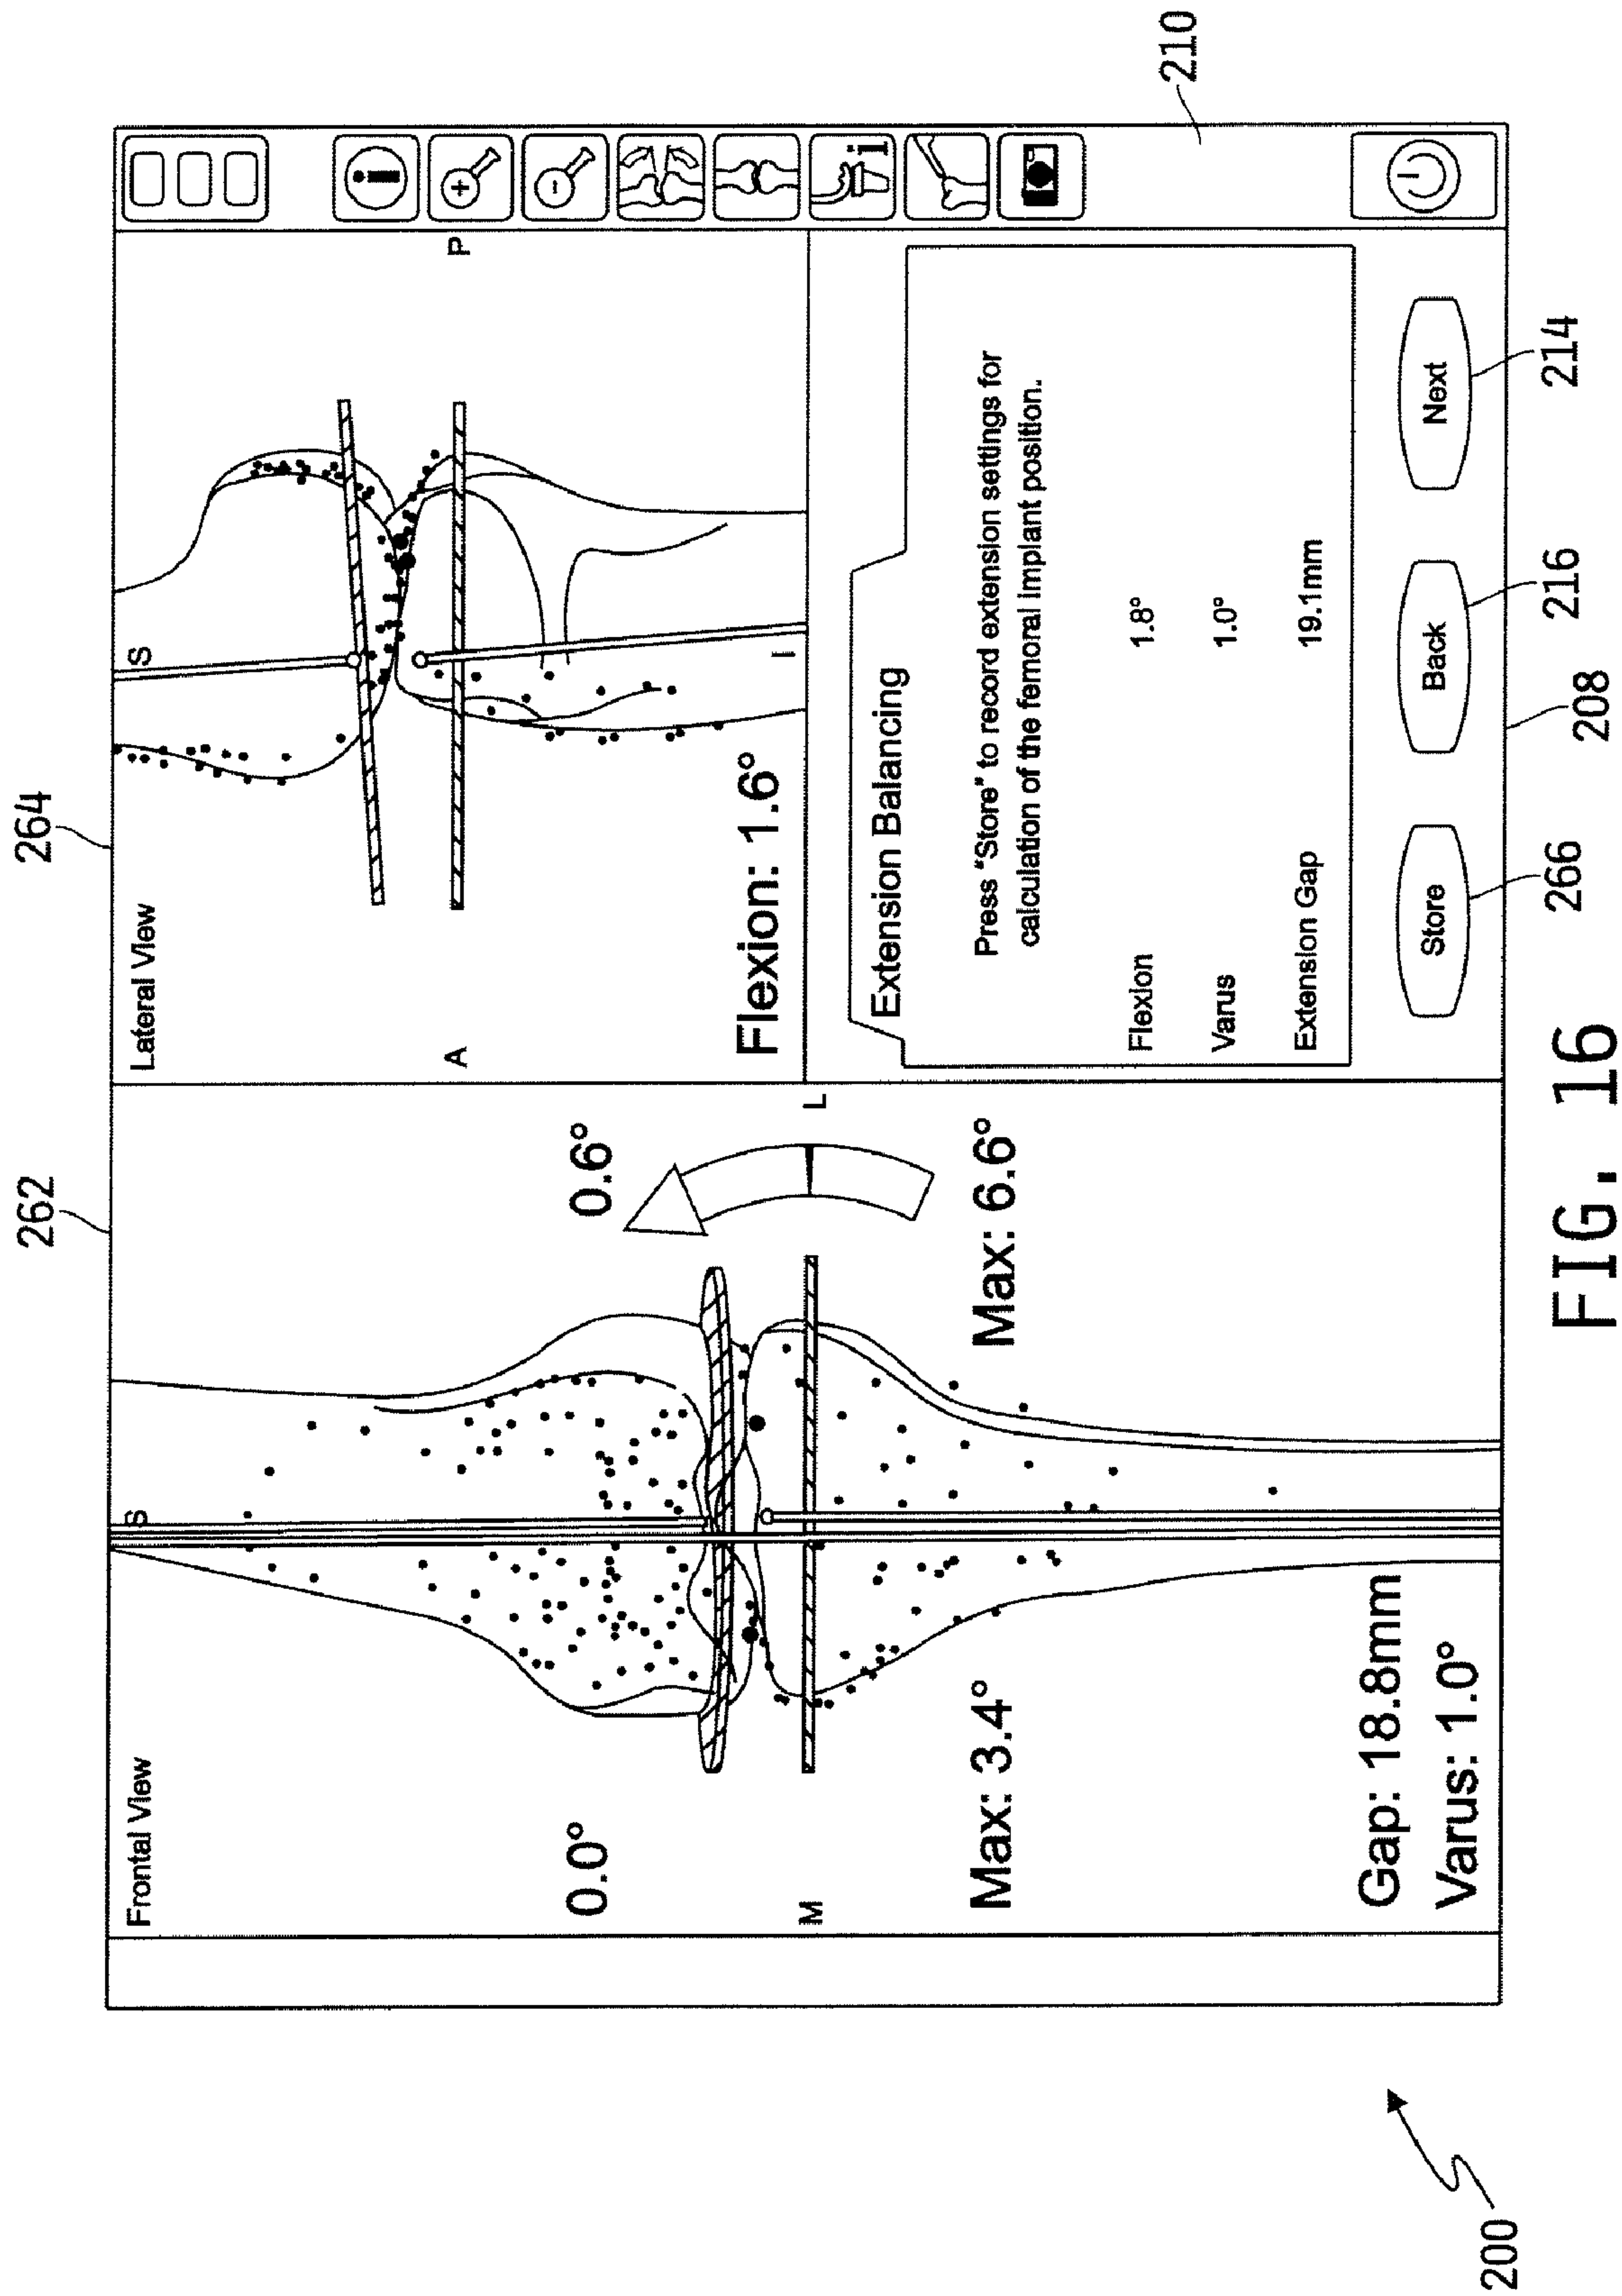 262
264
Frontal View
S
0.0°
0.6°
M
L
Max: 3.4°
Max: 6.6°
Gap: 18.8mm
Varus: 1.0°
Lateral View
S
A
P
Flexion: 1.6°
I
i
+
-
i
210
Extension Balancing
Press "Store" to record extension settings for
calculation of the femoral implant position.
Flexion 1.8°
Varus 1.0°
Extension Gap 19.1mm
Store
Back
Next
266
208
216
214
200
FIG. 16